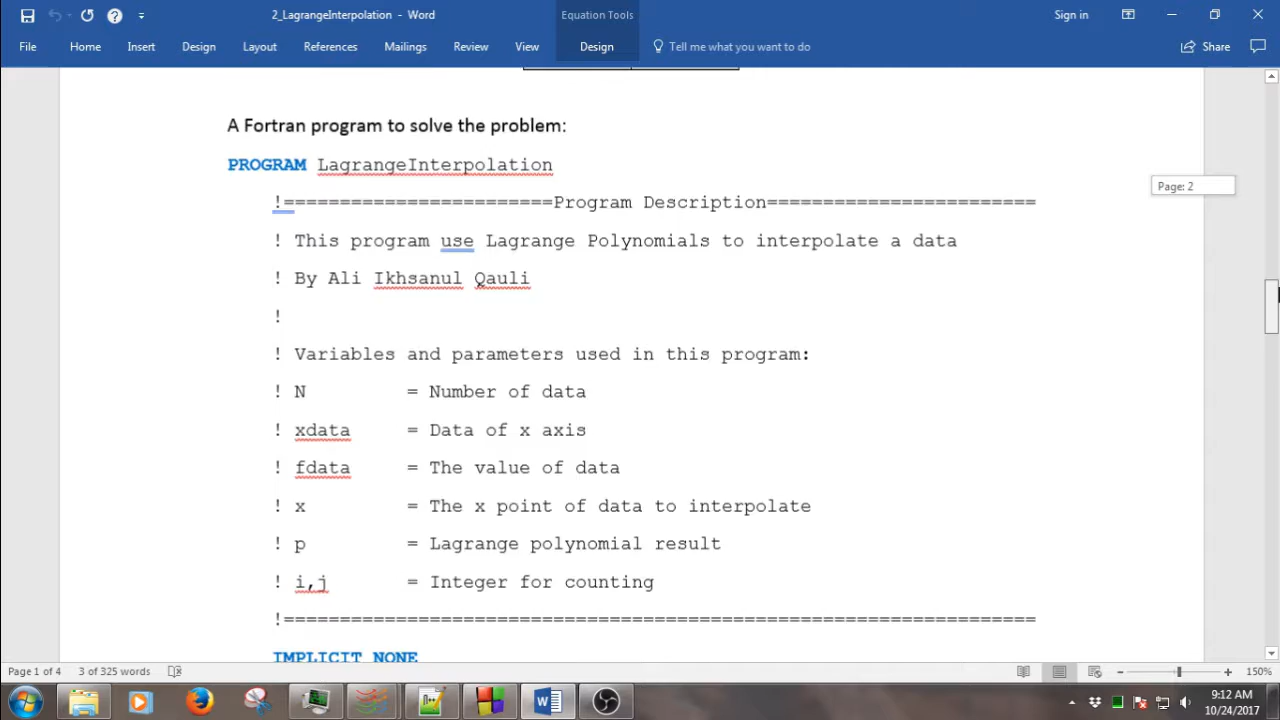 2_LagrangeInterpolation - Word
Equation Tools
Sign in
File Home Insert Design Layout References Mailings Review View Design Tell me what you want to do Share
A Fortran program to solve the problem:
PROGRAM LagrangeInterpolation
Page: 2
!========================Program Description========================
! This program use Lagrange Polynomials to interpolate a data
! By Ali Ikhsanul Qauli
!
! Variables and parameters used in this program:
! N = Number of data
! xdata = Data of x axis
! fdata = The value of data
! x = The x point of data to interpolate
! p = Lagrange polynomial result
! i,j = Integer for counting
!===================================================================
IMPLICIT NONE
Page 1 of 4 3 of 325 words 150%
9:12 AM
10/24/2017